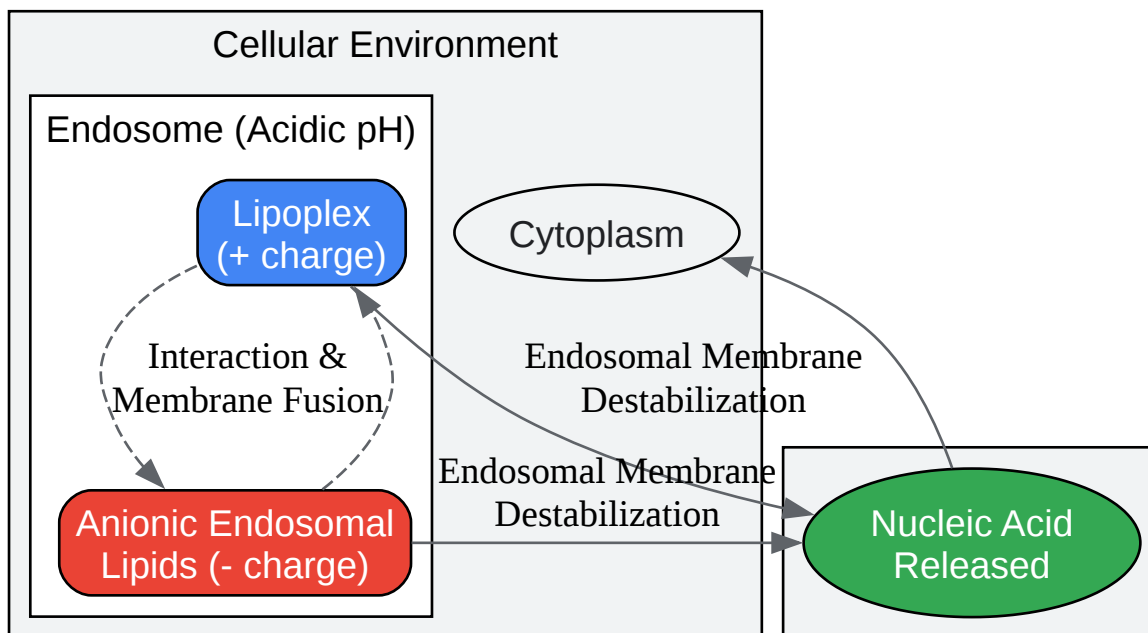 Cellular Environment
Endosome (Acidic pH)
Lipoplex
(+ charge)
Cytoplasm
Interaction &
Membrane Fusion
Endosomal Membrane
Destabilization
Endosomal Membrane
Destabilization
Anionic Endosomal
Lipids (- charge)
Nucleic Acid
Released